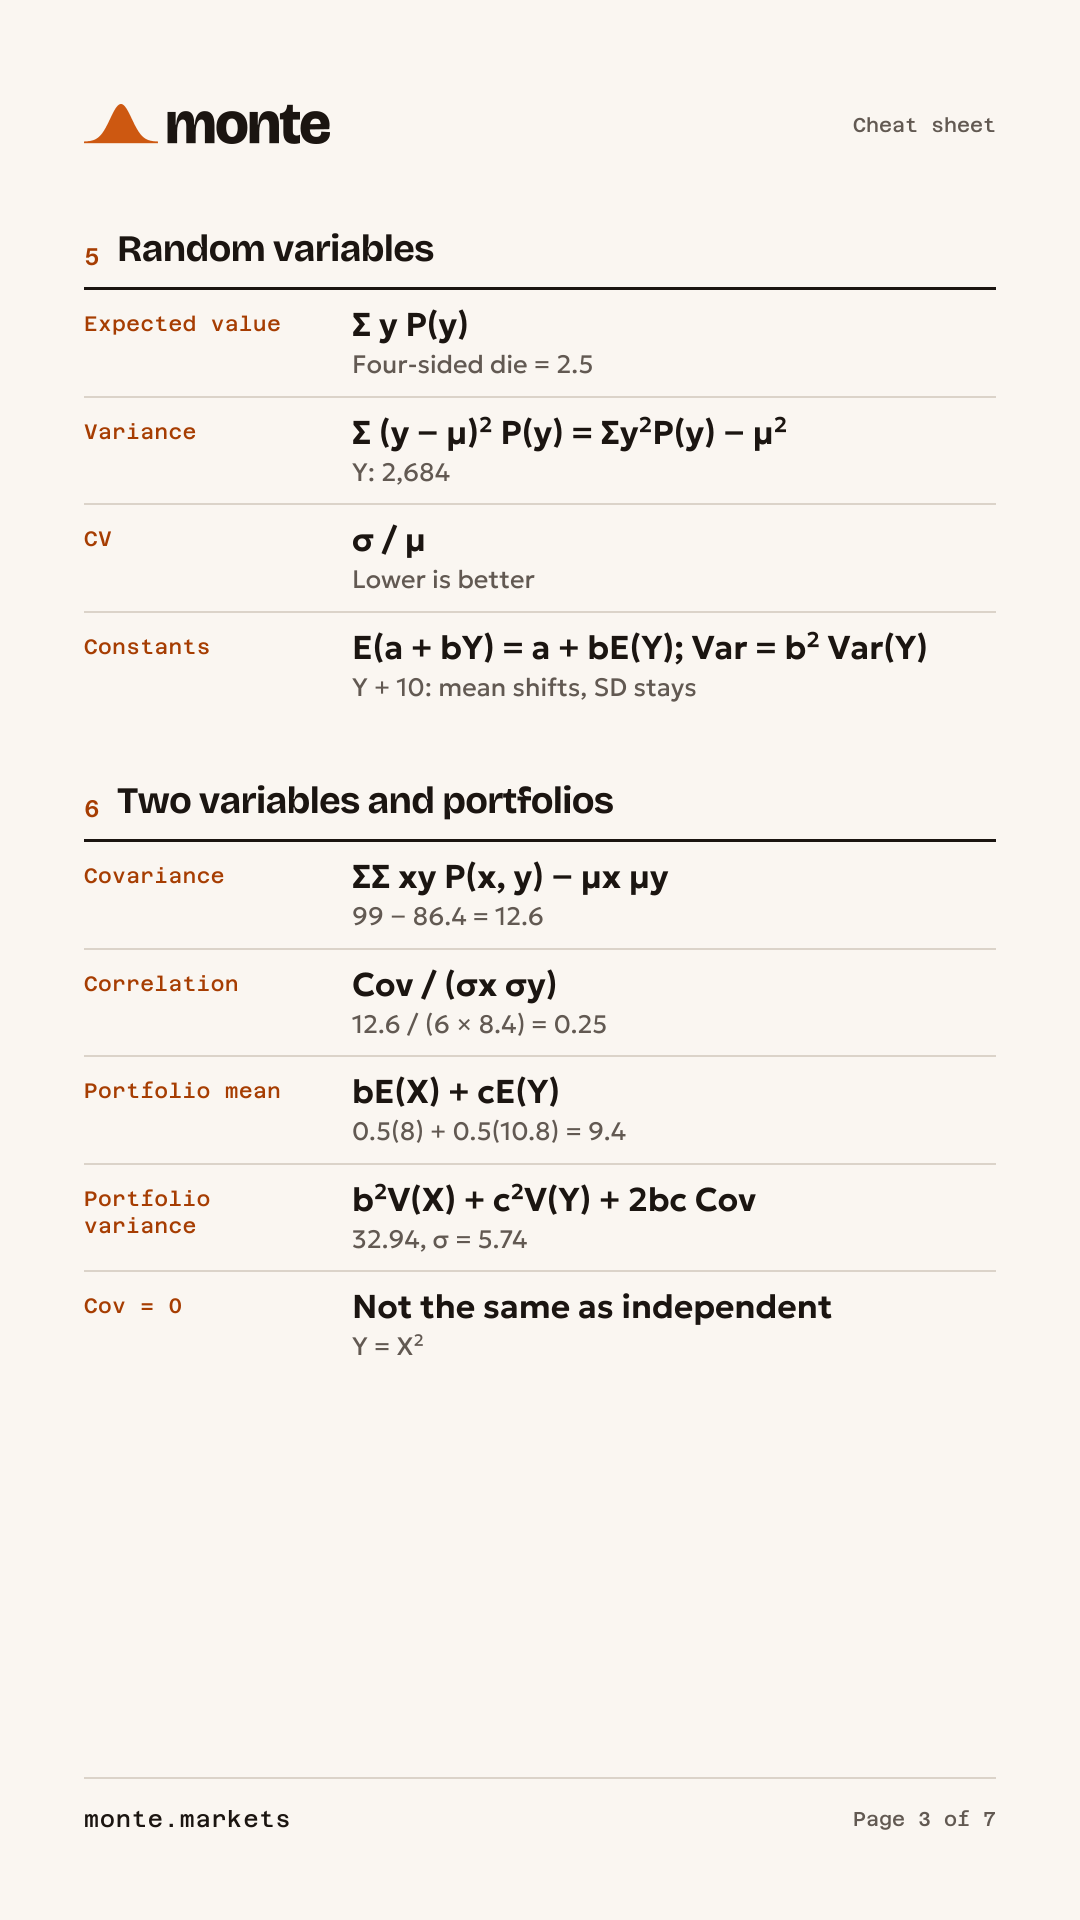 monte
Cheat sheet
5 Random variables
Expected value
Σ y P(y)
Four-sided die = 2.5
Variance
Σ (y − μ)² P(y) = Σy²P(y) − μ²
Y: 2,684
CV
σ / μ
Lower is better
Constants
E(a + bY) = a + bE(Y); Var = b² Var(Y)
Y + 10: mean shifts, SD stays
6 Two variables and portfolios
Covariance
ΣΣ xy P(x, y) − μx μy
99 − 86.4 = 12.6
Correlation
Cov / (σx σy)
12.6 / (6 × 8.4) = 0.25
Portfolio mean
bE(X) + cE(Y)
0.5(8) + 0.5(10.8) = 9.4
Portfolio
variance
b²V(X) + c²V(Y) + 2bc Cov
32.94, σ = 5.74
Cov = 0
Not the same as independent
Y = X²
monte.markets
Page 3 of 7